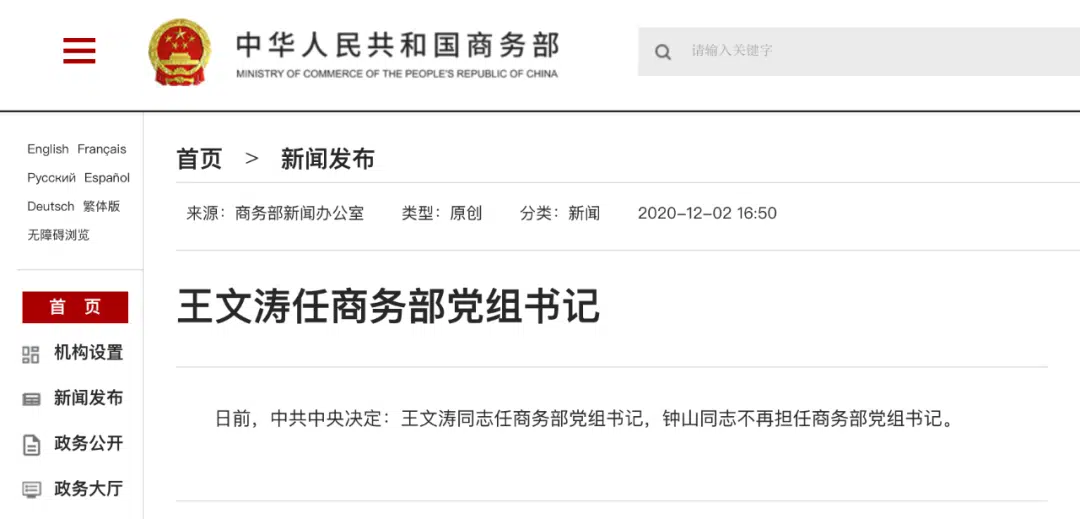 中华人民共和国商务部
MINISTRY OF COMMERCE OF THE PEOPLE'S REPUBLIC OF CHINA
请输入关键字
English Français
Русский Español
Deutsch 繁体版
无障碍浏览
首页 > 新闻发布
来源：商务部新闻办公室 类型：原创 分类：新闻 2020-12-02 16:50
王文涛任商务部党组书记
首 页
机构设置
新闻发布
政务公开
政务大厅
日前，中共中央决定：王文涛同志任商务部党组书记，钟山同志不再担任商务部党组书记。